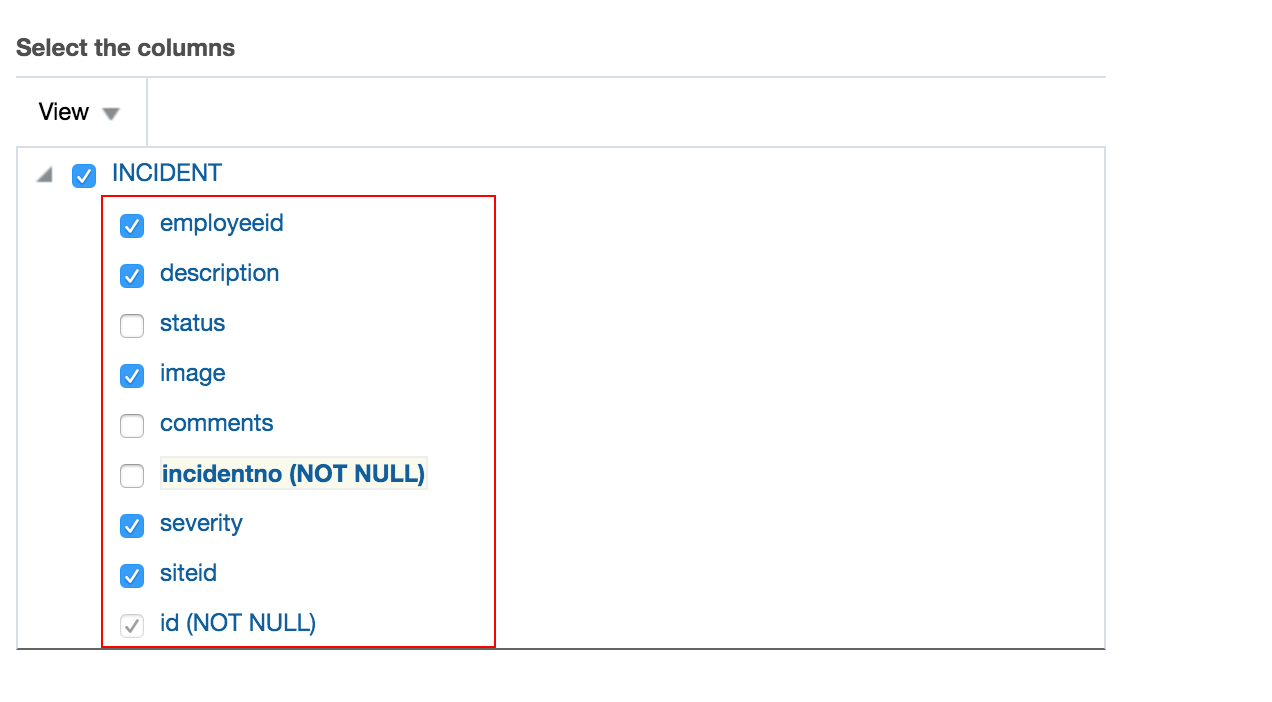 Select the columns
View
INCIDENT
employeeid
description
status
image
comments
incidentno (NOT NULL)
severity
siteid
id (NOT NULL)